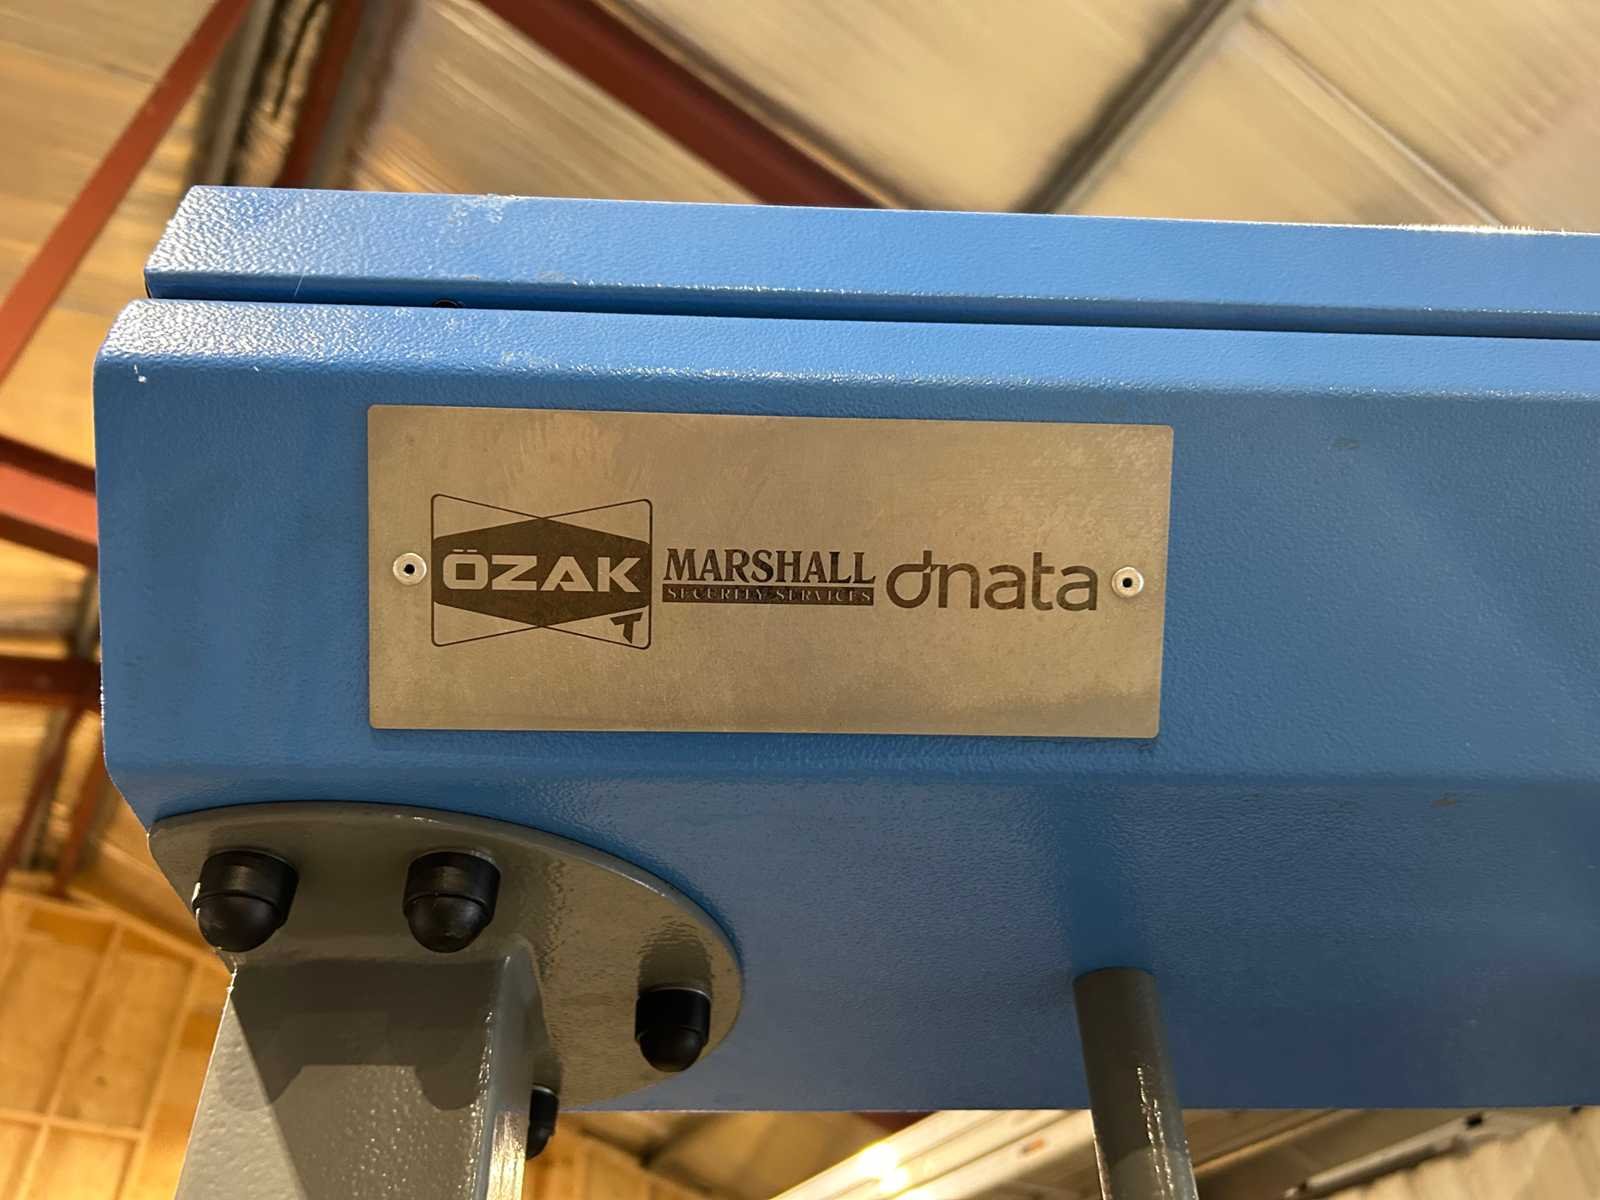 ÖZAK
MARSHALL
SECURITY SERVICES
dnata